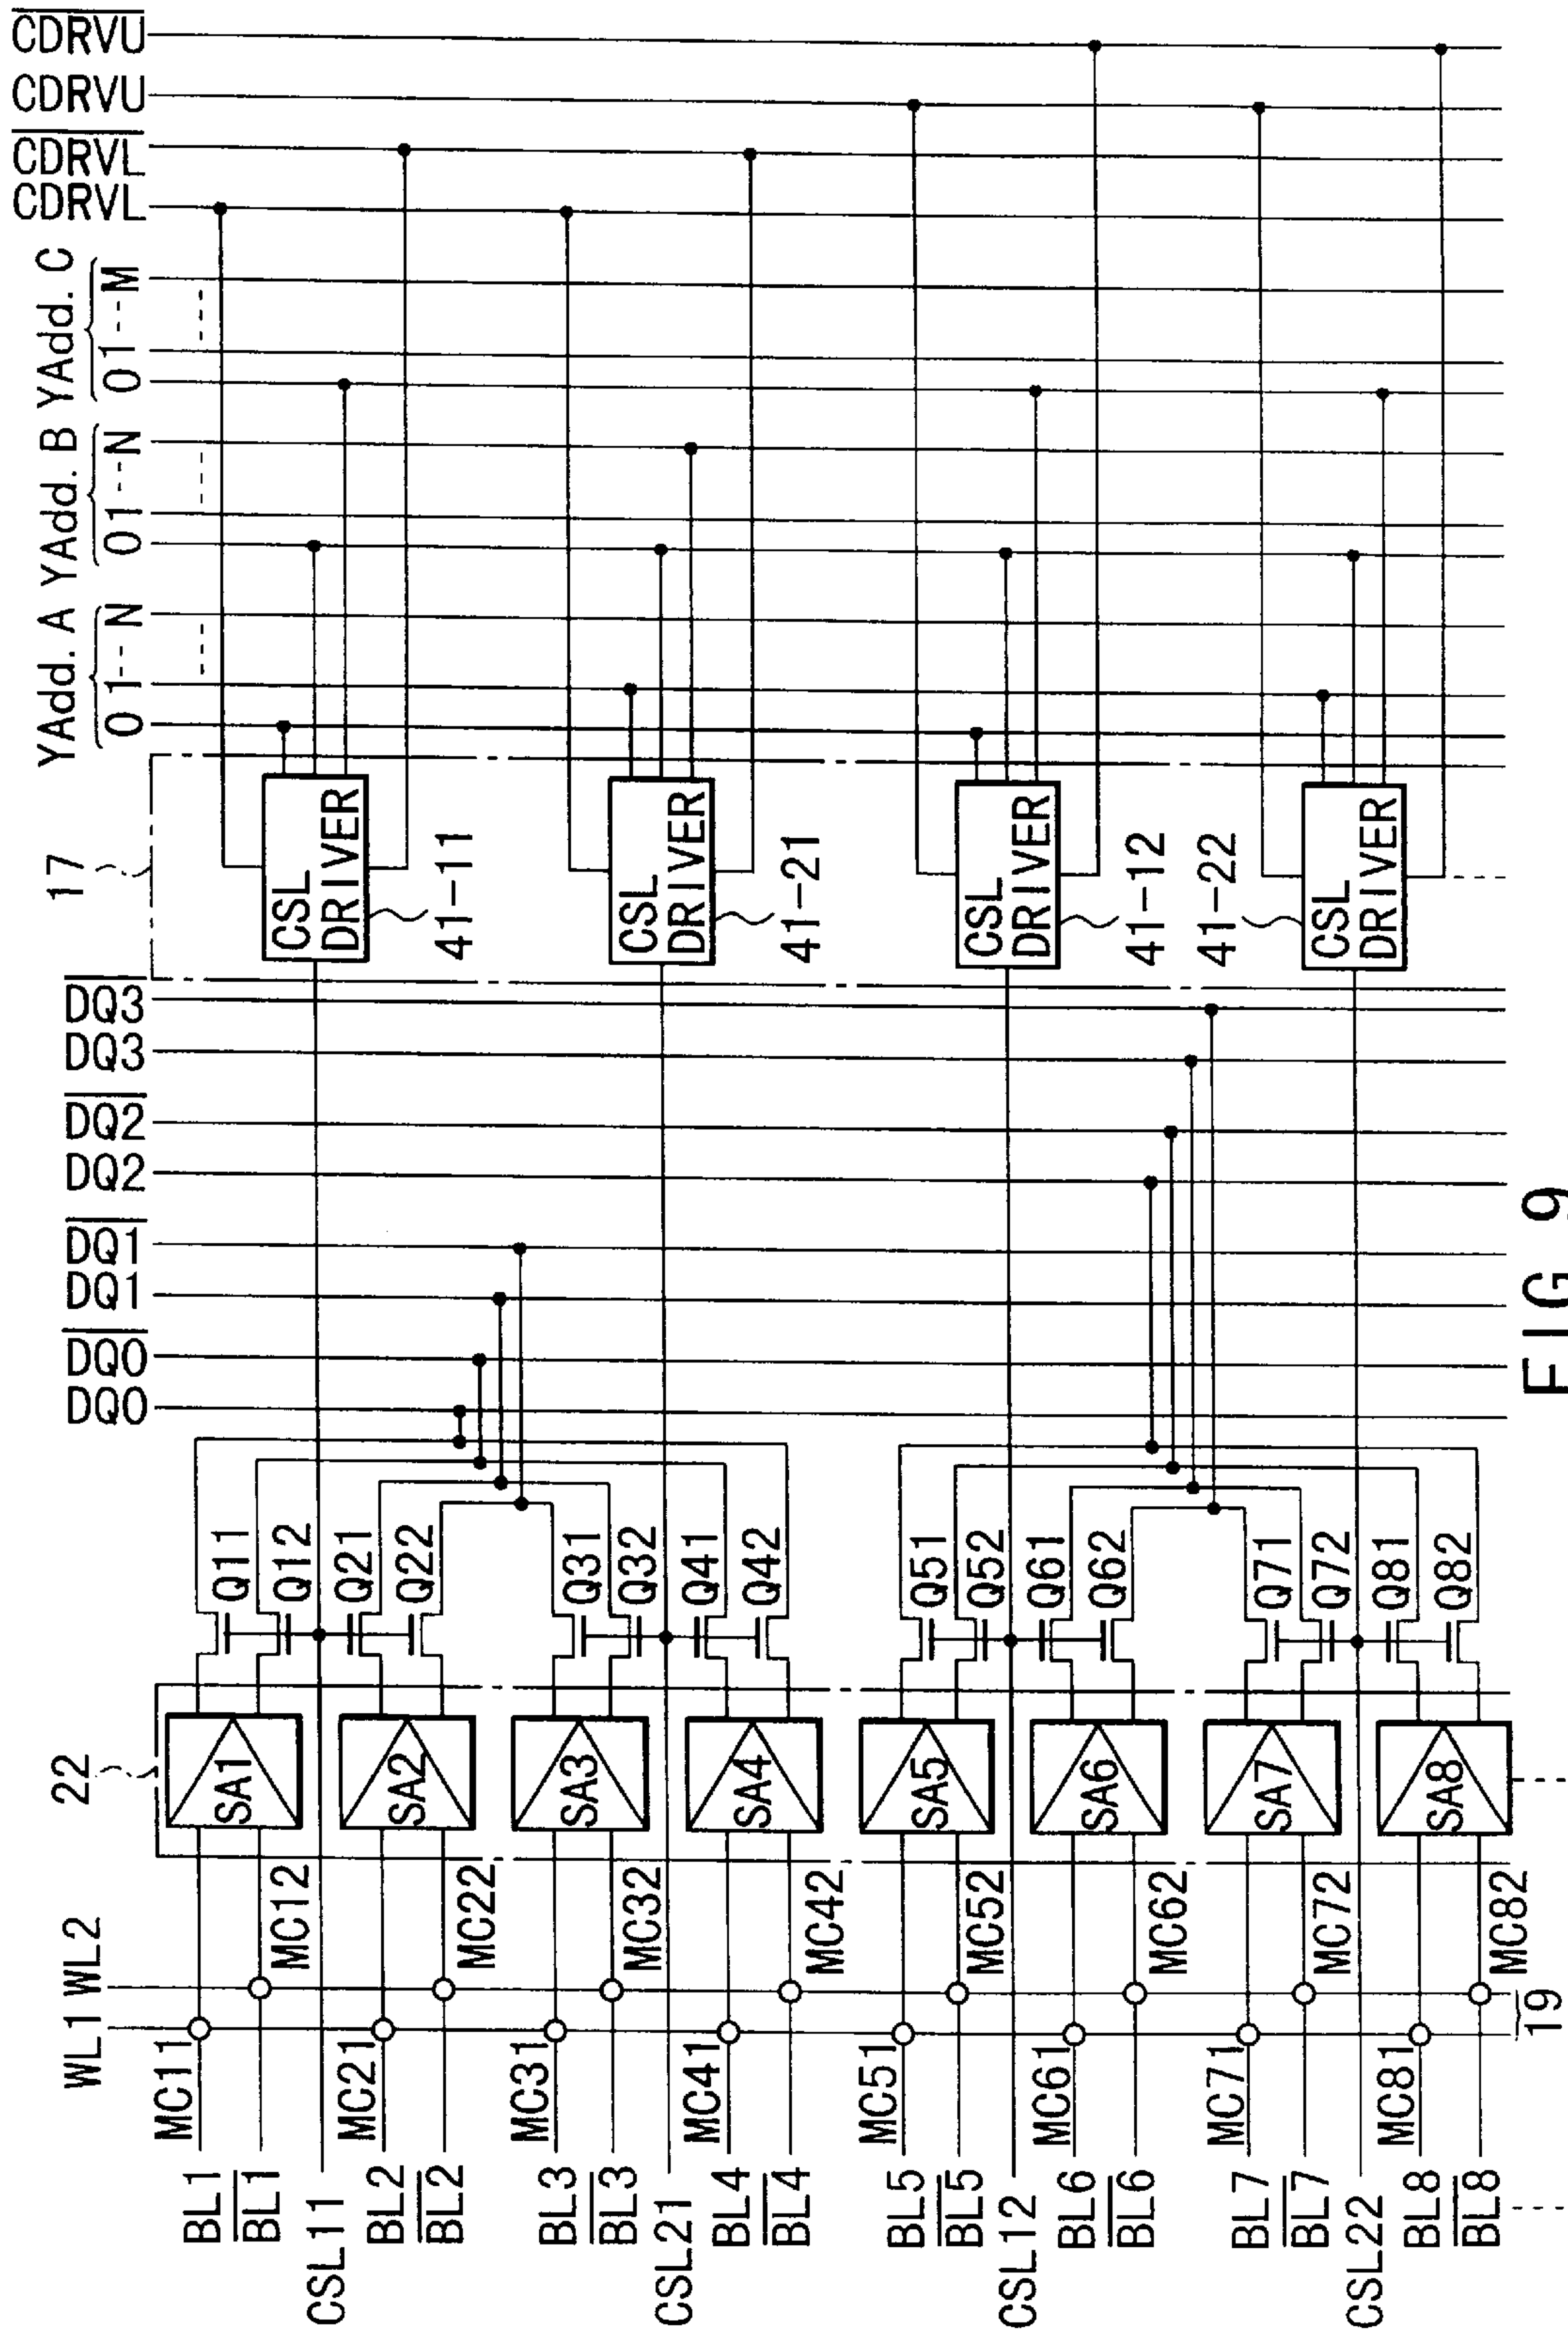 CDRVU
CDRVU
CDRVL
CDRVL
YAdd. C
0 1 M
YAdd. B
0 1 N
YAdd. A
0 1 N
17
CSL
DRIVER
41-11
CSL
DRIVER
41-21
CSL
DRIVER
41-12
CSL
DRIVER
41-22
DQ3
DQ3
DQ2
DQ2
DQ1
DQ1
DQ0
DQ0
Q11
Q12
Q21
Q22
Q31
Q32
Q41
Q42
Q51
Q52
Q61
Q62
Q71
Q72
Q81
Q82
22
SA1
SA2
SA3
SA4
SA5
SA6
SA7
SA8
WL2
WL1
MC12
MC22
MC32
MC42
MC52
MC62
MC72
MC82
MC11
MC21
MC31
MC41
MC51
MC61
MC71
MC81
19
BL1
BL1
CSL11
BL2
BL2
BL3
BL3
CSL21
BL4
BL4
BL5
BL5
CSL12
BL6
BL6
BL7
BL7
CSL22
BL8
BL8
FIG. 9